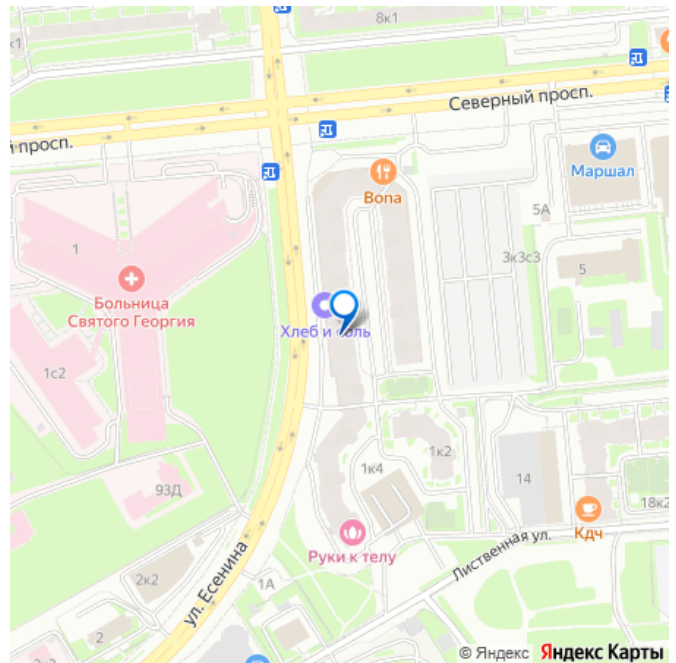 8к1
к1
Северный просп.
й просп.
Маршал
Вопа
5А
1
3к3с3
5
Больница
Святого Георгия
Хлеб и соль
1с2
1к2
1к4
14
93Д
18к2
Кдч
Руки к телу
Лиственная ул.
ул. Есенина
2к2
1А
2
© Яндекс Яндекс Карты